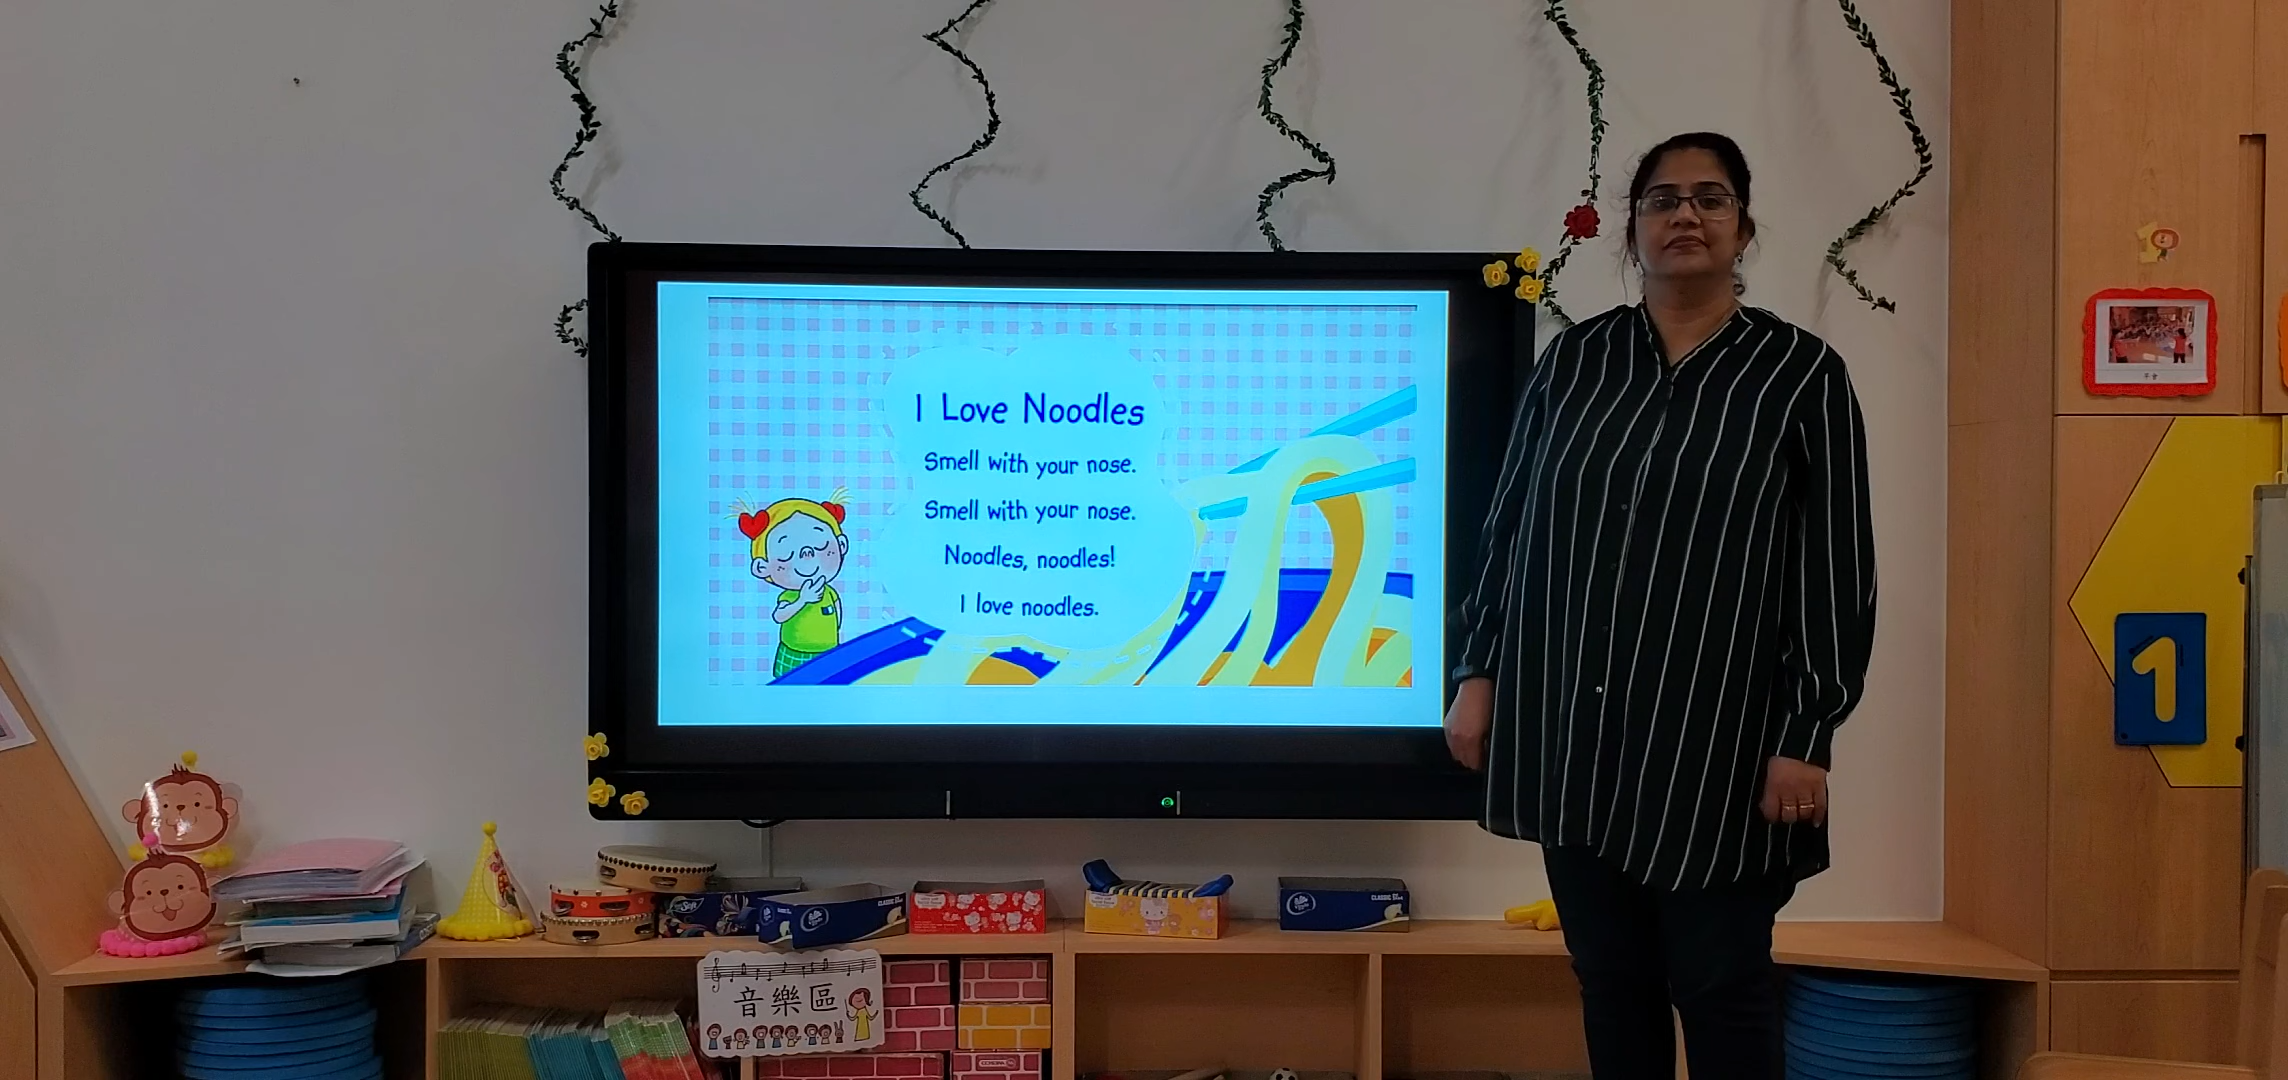 I Love Noodles
Smell with your nose.
Smell with your nose.
Noodles, noodles!
I love noodles.
1
音樂區